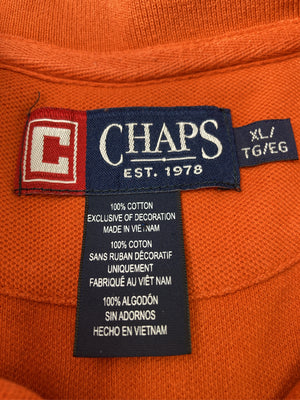 C
CHAPS
EST. 1978
XL/
TG/EG
100% COTTON
EXCLUSIVE OF DECORATION
MADE IN VIETNAM
100% COTON
SANS RUBAN DÉCORATIF
UNIQUEMENT
FABRIQUÉ AU VIÊT NAM
100% ALGODÓN
SIN ADORNOS
HECHO EN VIETNAM